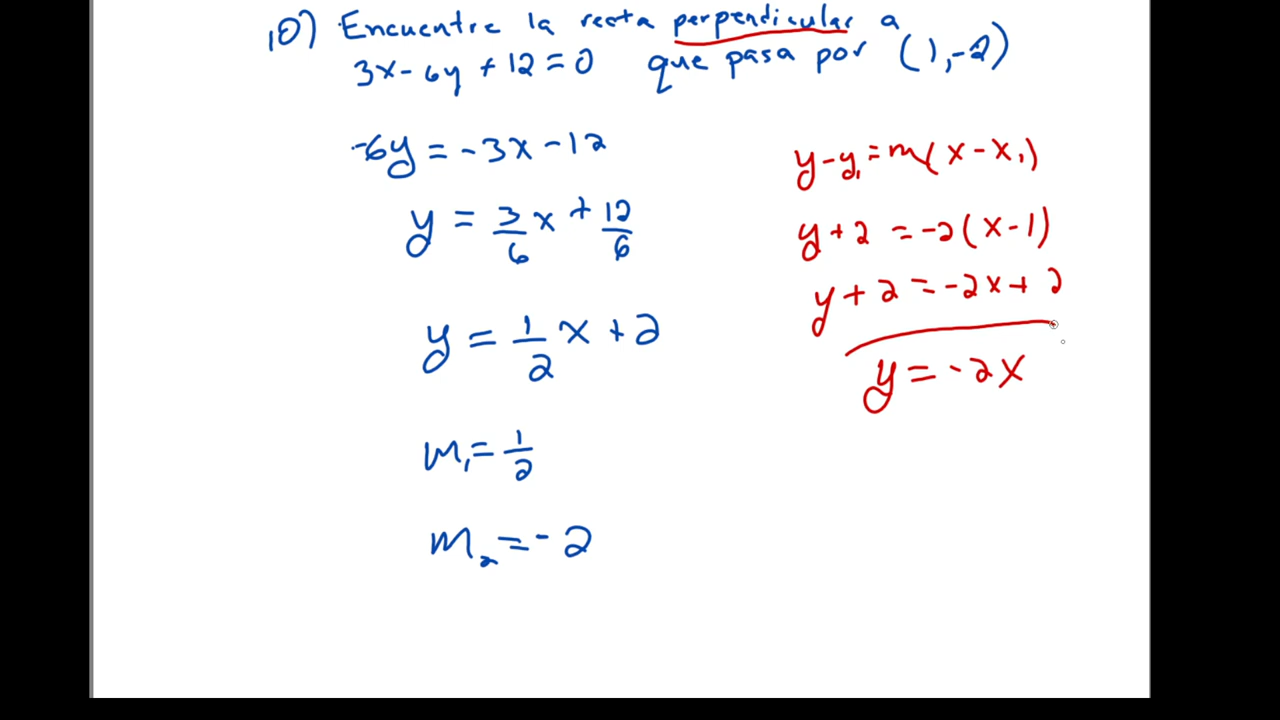 10) Encuentre la recta perpendicular a
3x - 6y + 12 = 0 que pasa por (1, -2)
-6y = -3x - 12
y = 3/6 x + 12/6
y = 1/2 x + 2
m₁ = 1/2
m₂ = -2
y - y₁ = m(x - x₁)
y + 2 = -2(x - 1)
y + 2 = -2x + 2
y = -2x